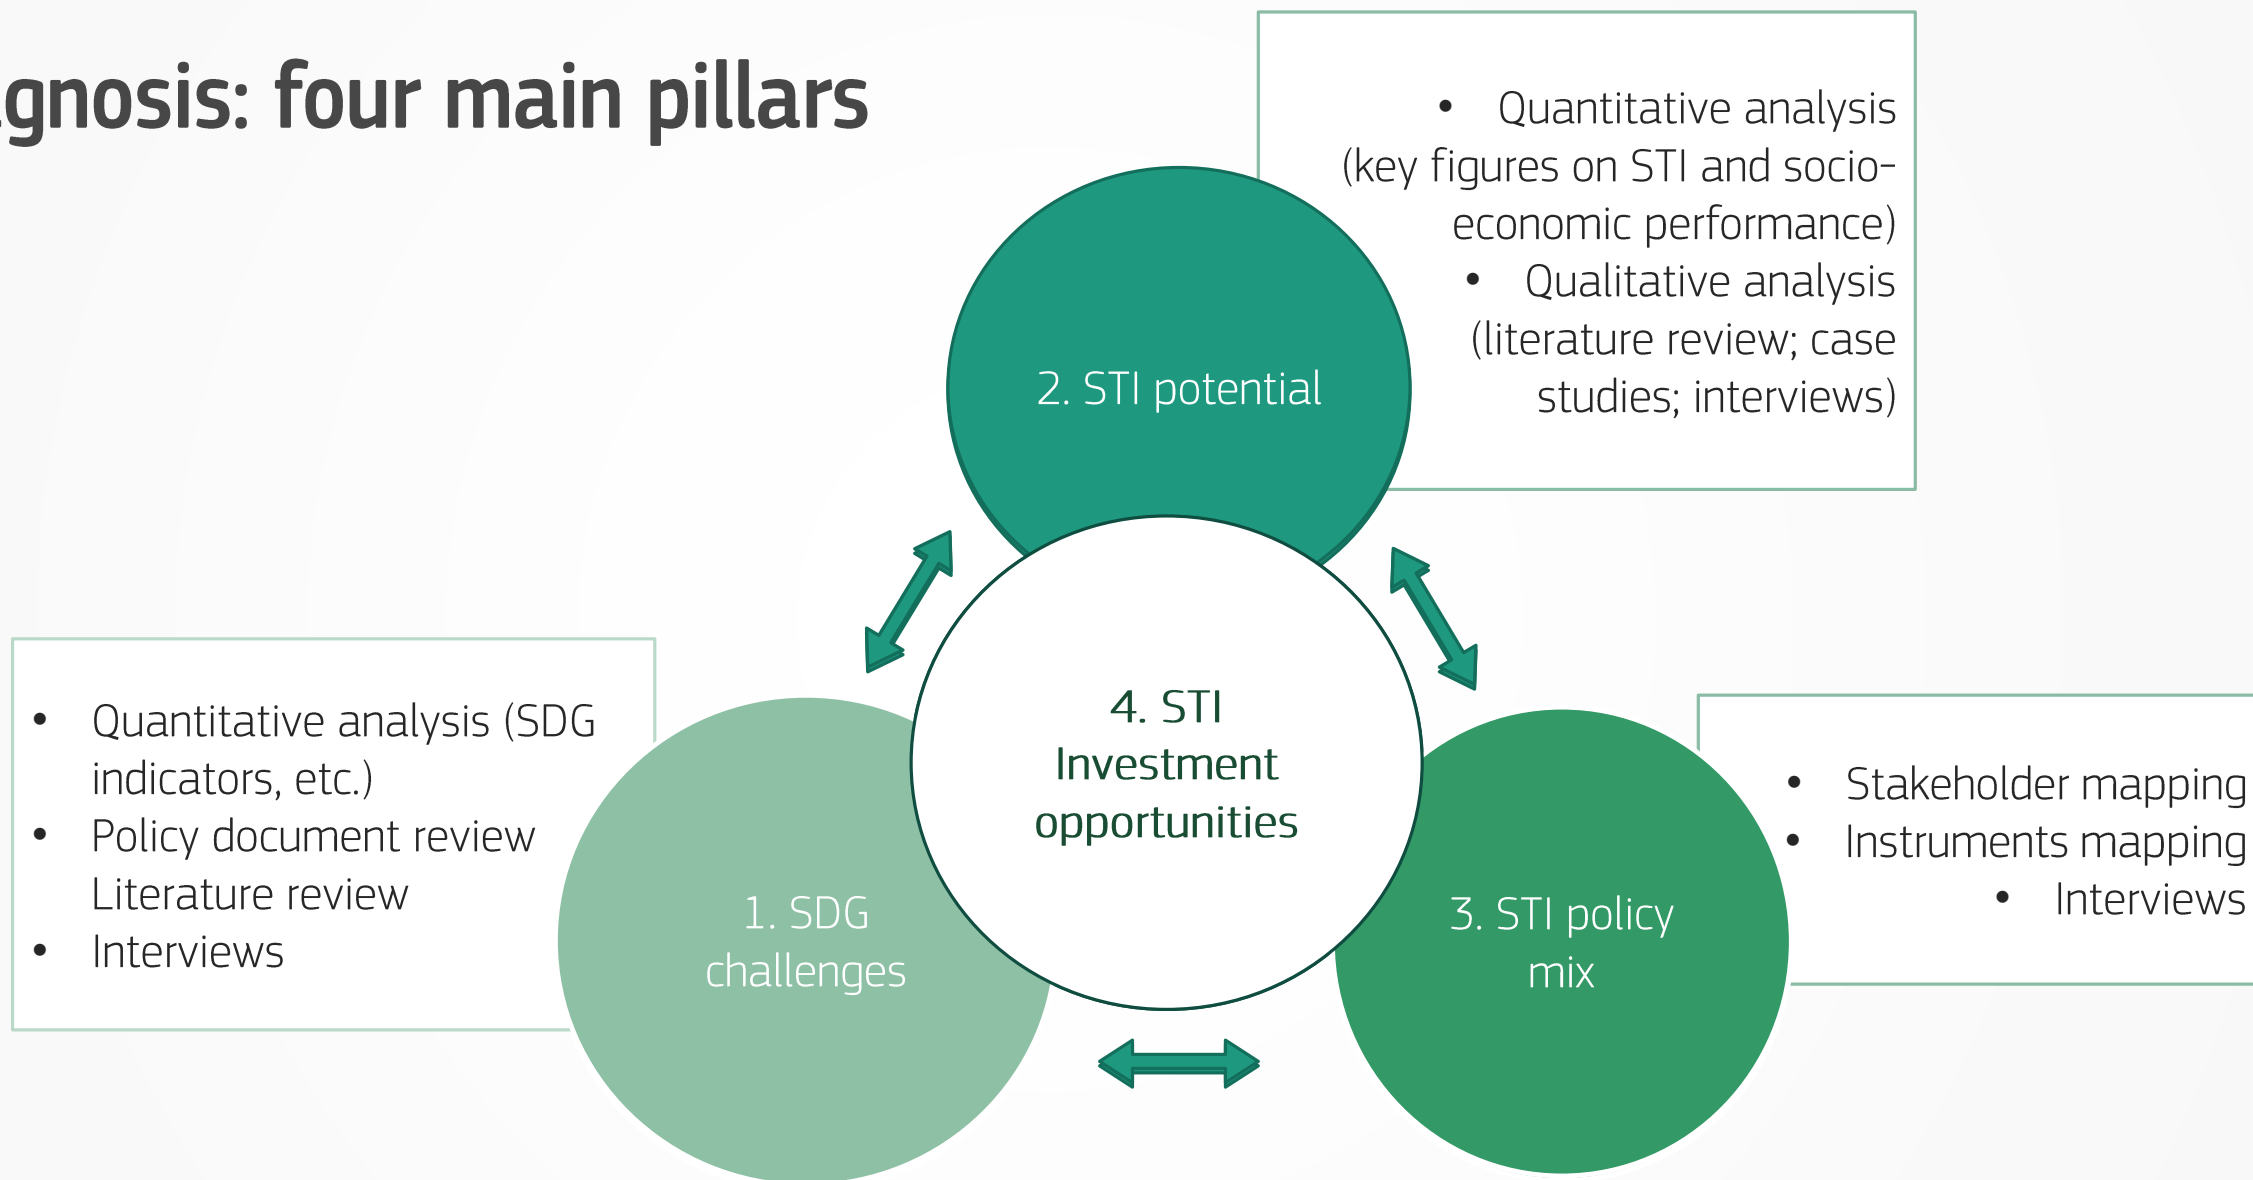 gnosis: four main pillars
• Quantitative analysis
(key figures on STI and socio-
economic performance)
• Qualitative analysis
(literature review; case
studies; interviews)
2. STI potential
4. STI
Investment
opportunities
• Quantitative analysis (SDG
indicators, etc.)
• Policy document review
Literature review
• Interviews
1. SDG
challenges
3. STI policy
mix
• Stakeholder mapping
• Instruments mapping
• Interviews